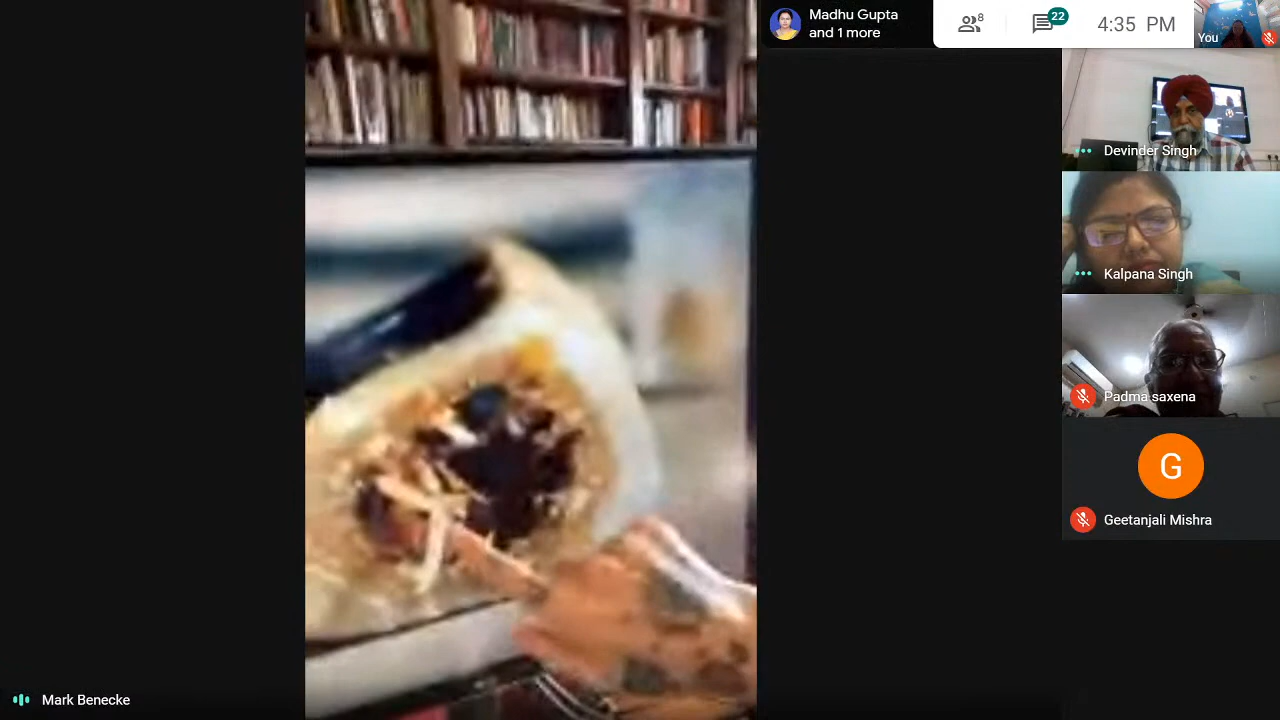 Madhu Gupta
and 1 more
8
22
4:35 PM
You
Devinder Singh
Kalpana Singh
Padma saxena
G
Geetanjali Mishra
Mark Benecke